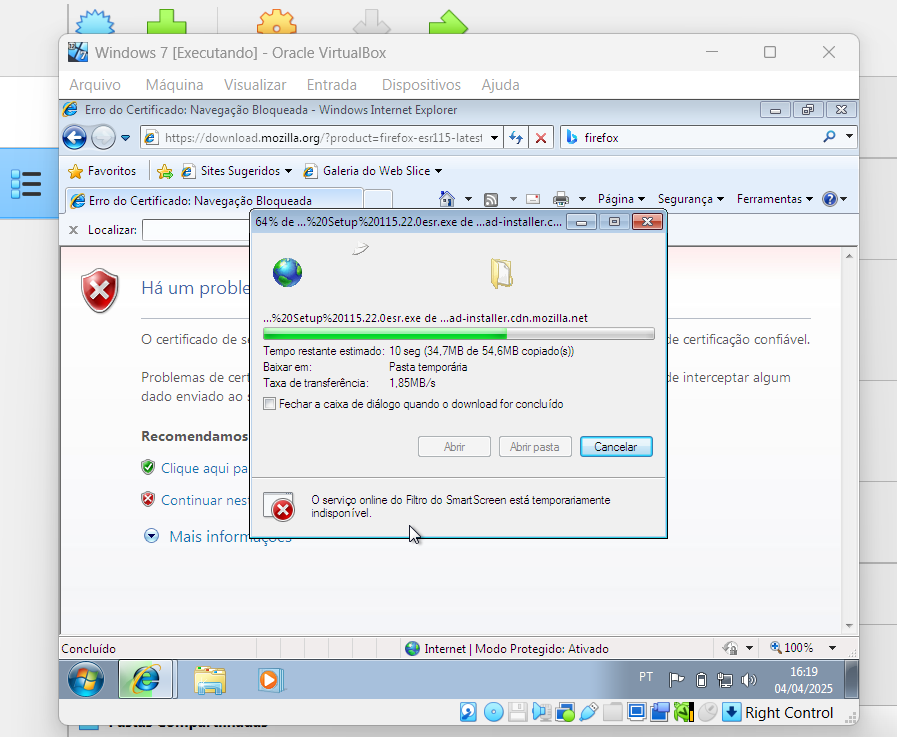 Windows 7 [Executando] - Oracle VirtualBox
Arquivo Máquina Visualizar Entrada Dispositivos Ajuda
Erro do Certificado: Navegação Bloqueada - Windows Internet Explorer
https://download.mozilla.org/?product=firefox-esr115-latest
firefox
Favoritos Sites Sugeridos Galeria do Web Slice
Erro do Certificado: Navegação Bloqueada
Página Segurança Ferramentas
Localizar:
64% de ...%20Setup%20115.22.0esr.exe de ...ad-installer.c...
Há um proble
...%20Setup%20115.22.0esr.exe de ...ad-installer.cdn.mozilla.net
O certificado de se
de certificação confiável.
Tempo restante estimado: 10 seg (34,7MB de 54,6MB copiado(s))
Baixar em: Pasta temporária
Taxa de transferência: 1,85MB/s
Problemas de cert
de interceptar algum
dado enviado ao s
Fechar a caixa de diálogo quando o download for concluído
Recomendamos
Abrir Abrir pasta Cancelar
Clique aqui pa
Continuar nest
O serviço online do Filtro do SmartScreen está temporariamente
indisponível.
Mais informações
Concluído
Internet | Modo Protegido: Ativado
100%
PT
16:19
04/04/2025
Right Control